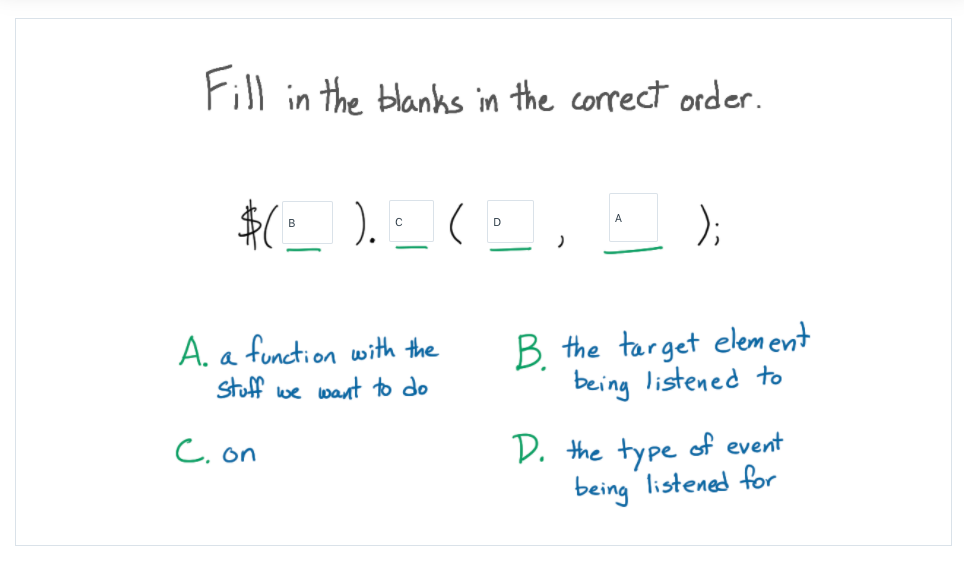 Fill in the blanks in the correct order.
$( B ). C ( D , A );
A. a function with the
stuff we want to do
B. the target element
being listened to
C. on
D. the type of event
being listened for